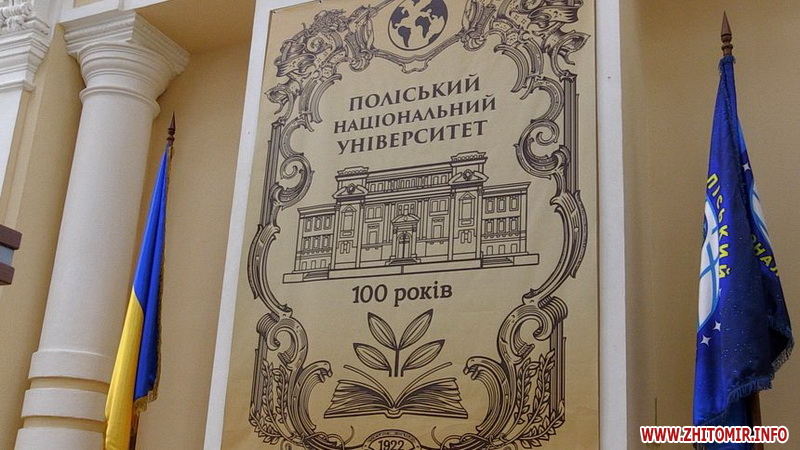 ПОЛІСЬКИЙ
НАЦІОНАЛЬНИЙ
УНІВЕРСИТЕТ
100 років
1922
WWW.ZHITOMIR.INFO